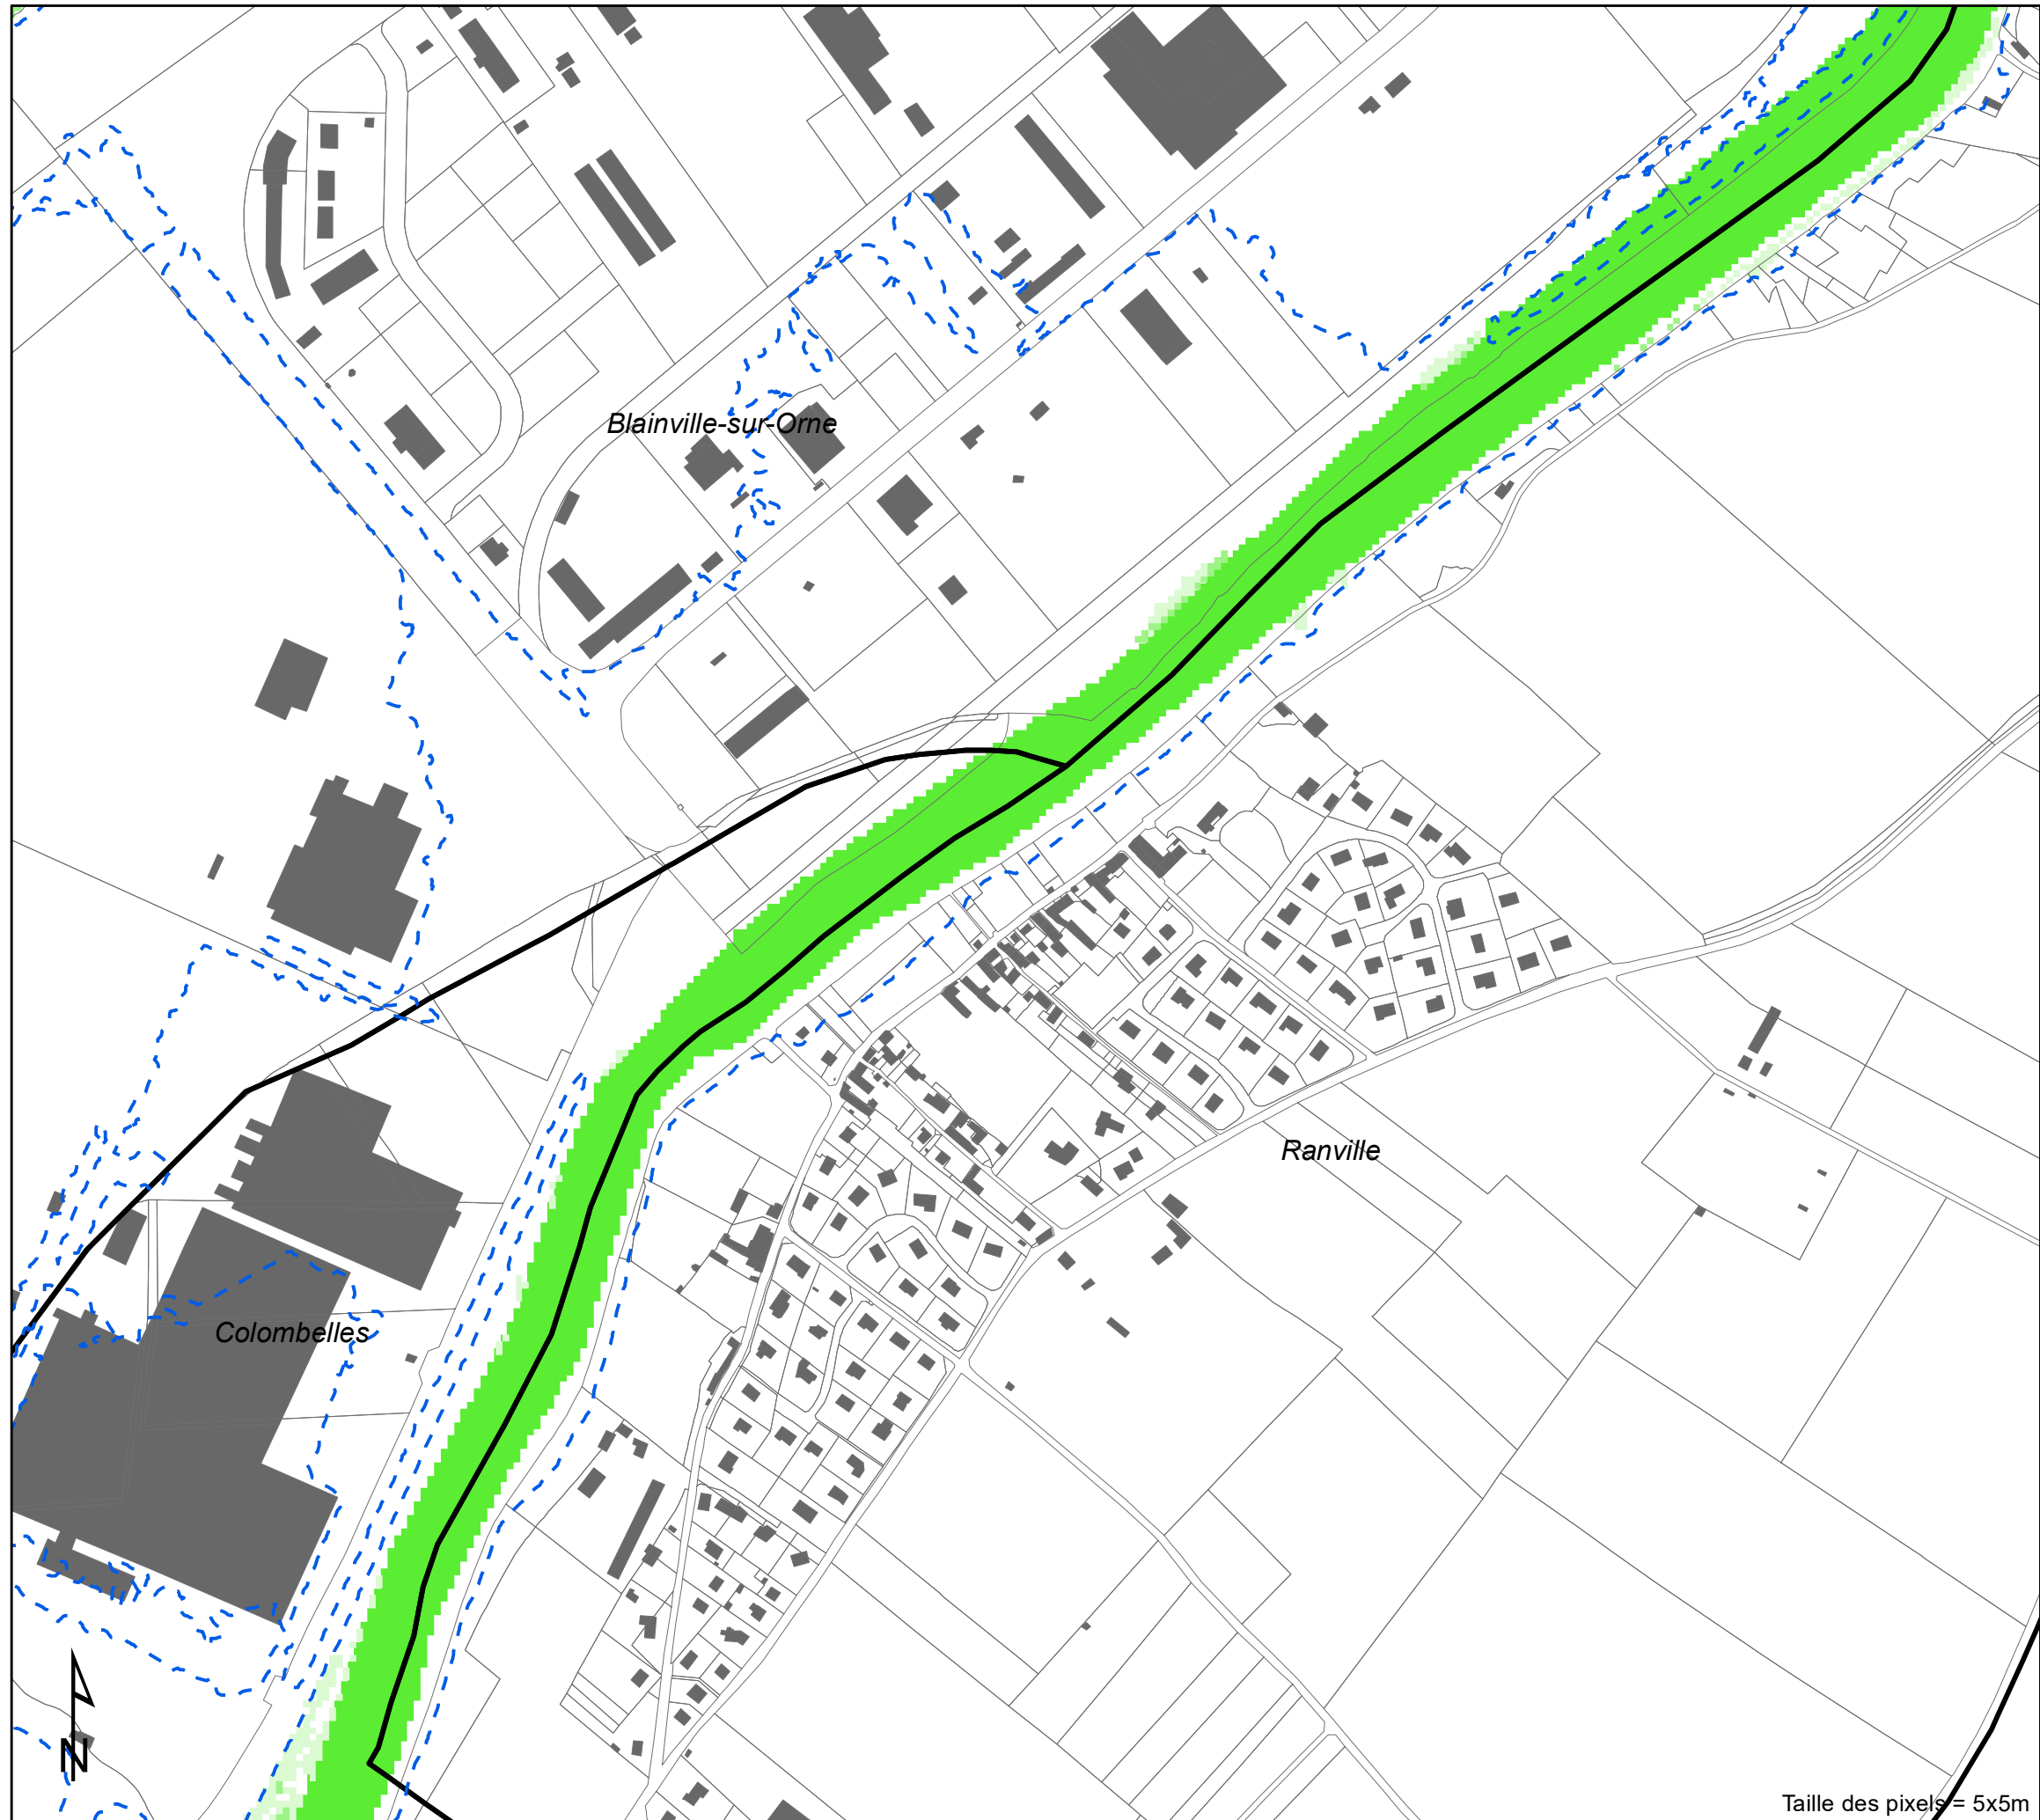 Blainville-sur-Orne
Ranville
Colombelles
N
Taille des pixels = 5x5m